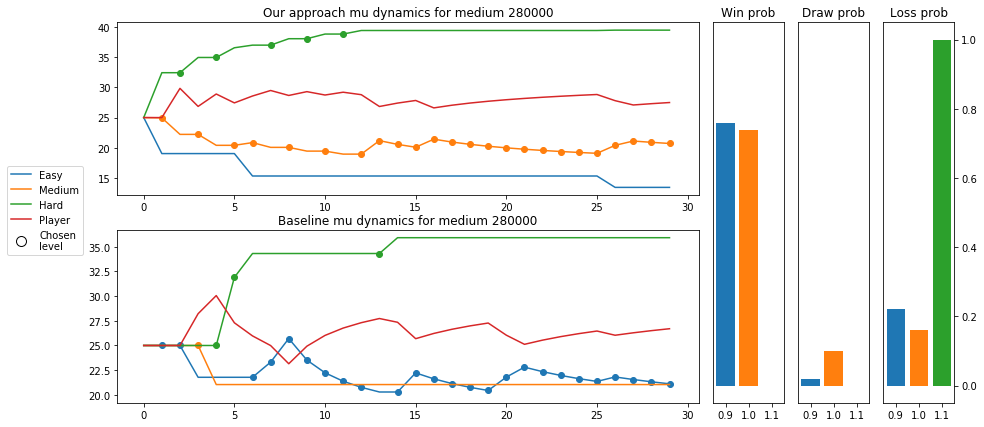 Our approach mu dynamics for medium 280000
40
35
30
25
20
15
0 5 10 15 20 25 30
Easy
Medium
Hard
Player
Chosen
level
Baseline mu dynamics for medium 280000
35.0
32.5
30.0
27.5
25.0
22.5
20.0
0 5 10 15 20 25 30
Win prob
0.9 1.0 1.1
Draw prob
0.9 1.0 1.1
Loss prob
1.0
0.8
0.6
0.4
0.2
0.0
0.9 1.0 1.1